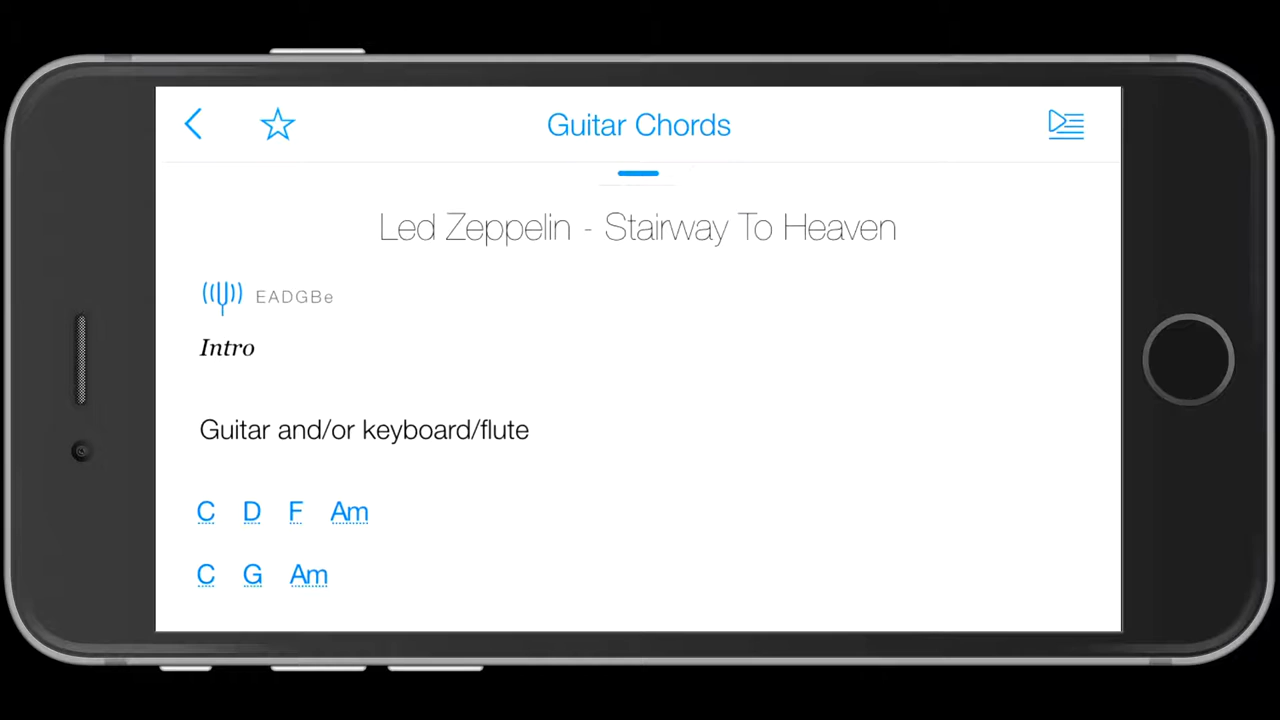 Guitar Chords
Led Zeppelin - Stairway To Heaven
EADGBe
Intro
Guitar and/or keyboard/flute
C D F Am
C G Am